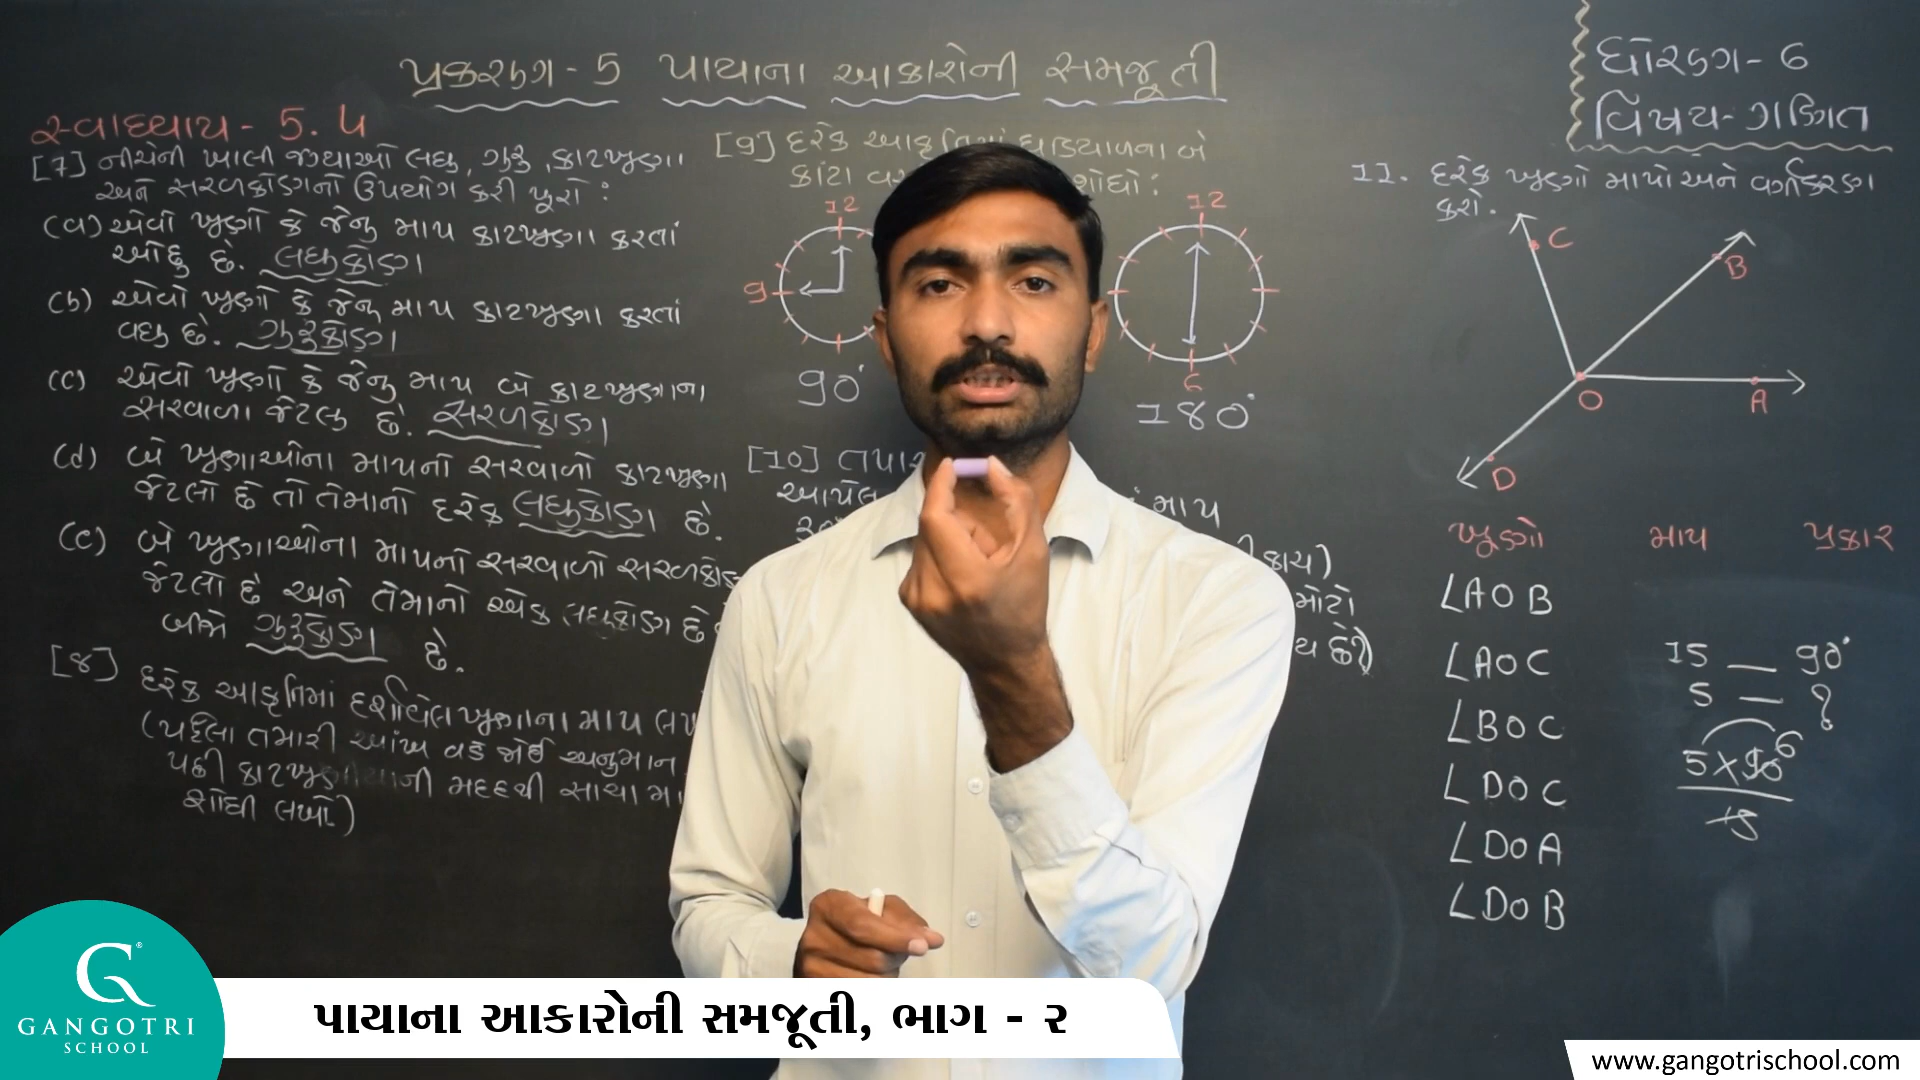 પ્રકરણ - 5 પાયાના આકારોની સમજૂતી
ધોરણ - 6
વિષય - ગણિત
સ્વાધ્યાય - 5.4
[7] નીચેની ખાલી જગ્યાઓ લઘુ, ગુરુ, કાટખૂણા
અને સરળકોણનો ઉપયોગ કરી પૂરો :
(a) એવો ખૂણો કે જેનુ માપ કાટખૂણા કરતાં
ઓછુ છે. લઘુકોણ
(b) એવો ખૂણો કે જેનુ માપ કાટખૂણા કરતાં
વધુ છે. ગુરુકોણ
(c) એવો ખૂણો કે જેનુ માપ બે કાટખૂણાના
સરવાળા જેટલુ છે. સરળકોણ
(d) બે ખૂણાઓના માપનો સરવાળો કાટખૂણા
જેટલો છે તો તેમાનો દરેક લઘુકોણ છે.
(c) બે ખૂણાઓના માપનો સરવાળો સરળકોણ
જેટલો છે અને તેમાનો એક લઘુકોણ છે
બીજો ગુરુકોણ છે.
[8] દરેક આકૃતિમાં દર્શાવેલ ખૂણાના માપ
(પહેલા તમારી આંખ વડે જોઈ અનુમાન
પછી મદદથી સાચા
શોધી લખો.)
[9] દરેક ઘડિયાળના બે
કાંટા શોધો :
12
9
90°
12
6
180°
[10]
આપેલ માપ
મોટો
છે?)
11. દરેક ખૂણો માપો અને વર્ગીકરણ
કરો.
C
B
O
A
D
ખૂણો માપ પ્રકાર
∠AOB
∠AOC
∠BOC
∠DOC
∠DOA
∠DOB
15 — 90°
5 — ?
5 × 90 6
15
GANGOTRI
SCHOOL
પાયાના આકારોની સમજૂતી, ભાગ - ૨
www.gangotrischool.com